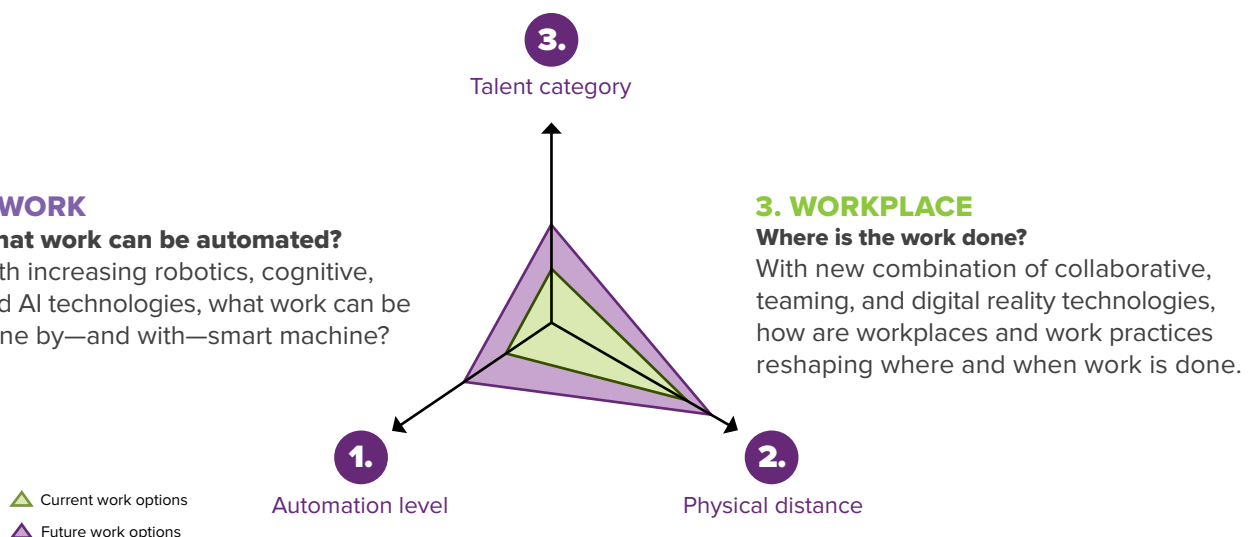 3.
Talent category
WORK
hat work can be automated?
th increasing robotics, cognitive,
d AI technologies, what work can be
ne by—and with—smart machine?
3. WORKPLACE
Where is the work done?
With new combination of collaborative,
teaming, and digital reality technologies,
how are workplaces and work practices
reshaping where and when work is done.
1.
Automation level
2.
Physical distance
Current work options
Future work options